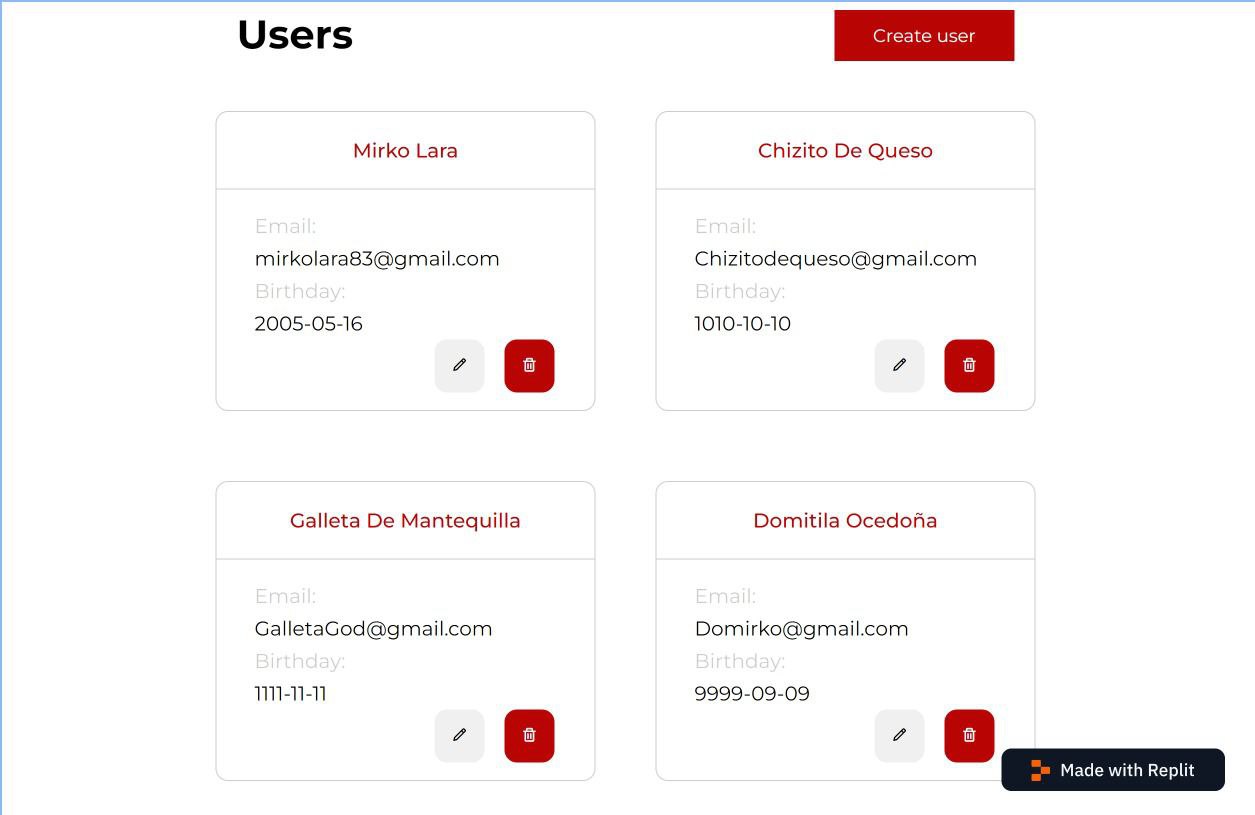 Users
Create user
Mirko Lara
Email:
mirkolara83@gmail.com
Birthday:
2005-05-16
Chizito De Queso
Email:
Chizitodequeso@gmail.com
Birthday:
1010-10-10
Galleta De Mantequilla
Email:
GalletaGod@gmail.com
Birthday:
1111-11-11
Domitila Ocedoña
Email:
Domirko@gmail.com
Birthday:
9999-09-09
Made with Replit